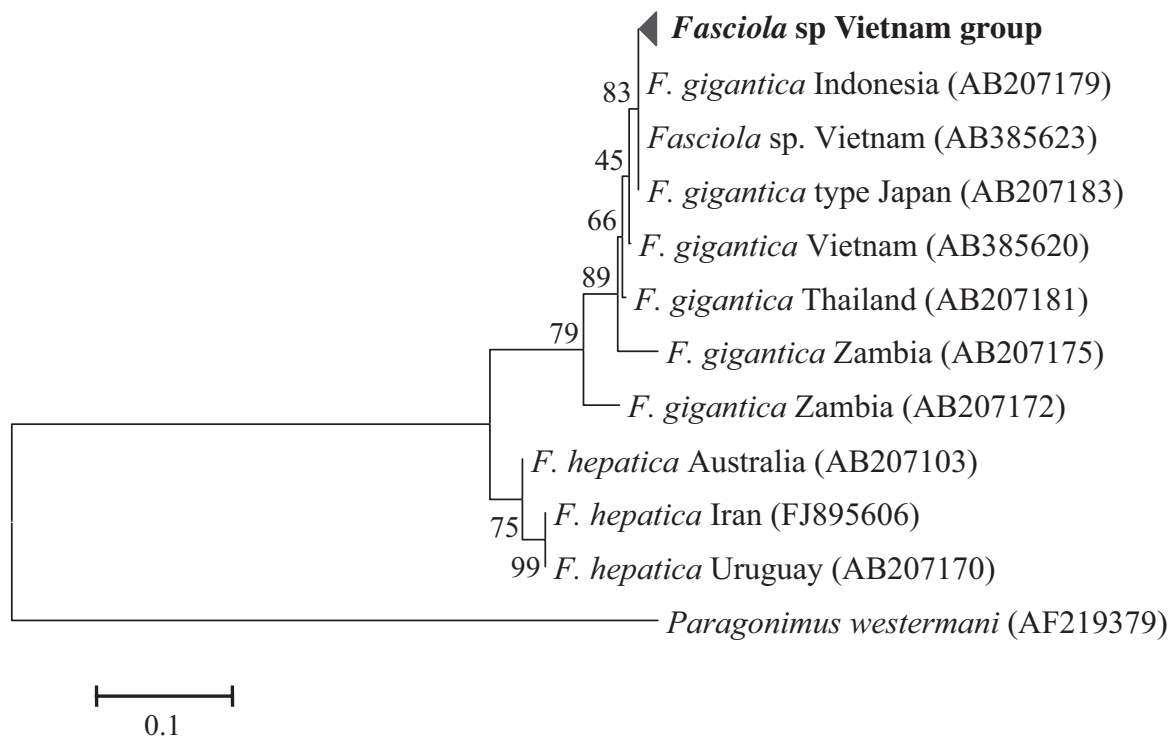 Fasciola sp Vietnam group
83
F. gigantica Indonesia (AB207179)
Fasciola sp. Vietnam (AB385623)
45
F. gigantica type Japan (AB207183)
66
F. gigantica Vietnam (AB385620)
89
F. gigantica Thailand (AB207181)
79
F. gigantica Zambia (AB207175)
F. gigantica Zambia (AB207172)
F. hepatica Australia (AB207103)
75
F. hepatica Iran (FJ895606)
99
F. hepatica Uruguay (AB207170)
Paragonimus westermani (AF219379)
0.1